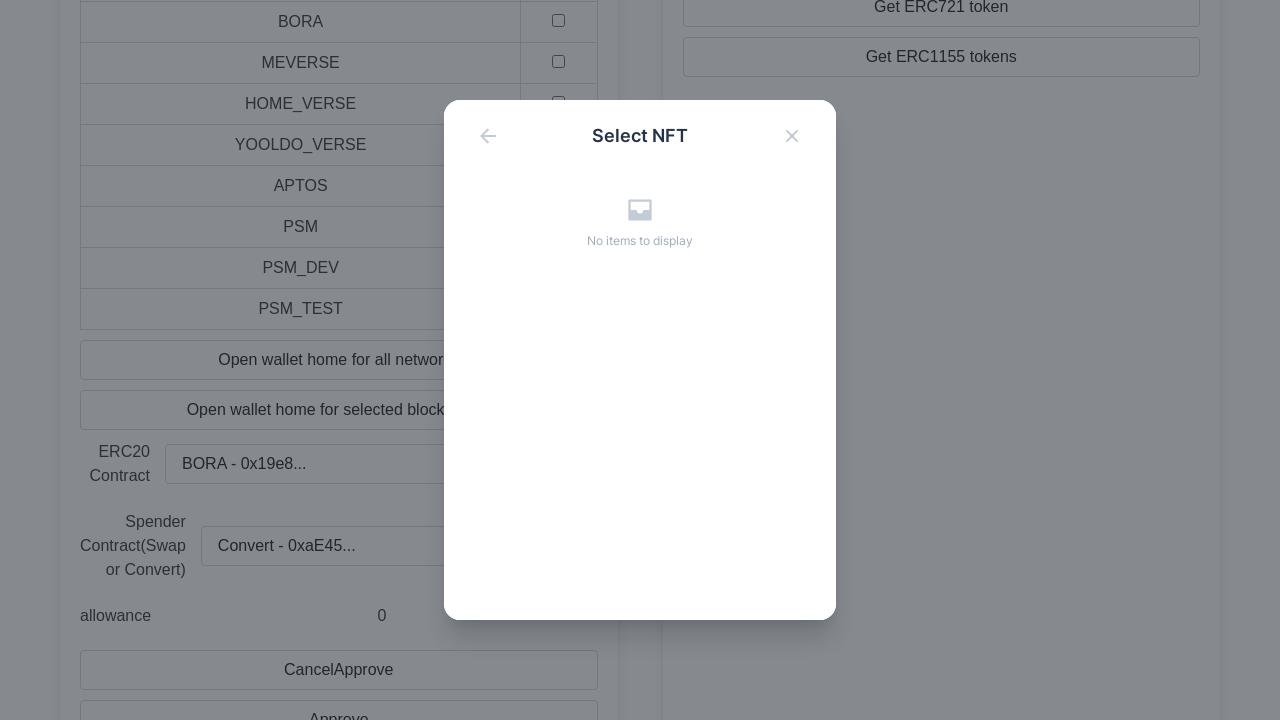 BORA
MEVERSE
HOME_VERSE
YOOLDO_VERSE
APTOS
PSM
PSM_DEV
PSM_TEST
Open wallet home for all networ
Open wallet home for selected block
ERC20
Contract
BORA - 0x19e8...
Spender
Contract(Swap
or Convert)
Convert - 0xaE45...
allowance
0
CancelApprove
Approve
Get ERC721 token
Get ERC1155 tokens
Select NFT
No items to display